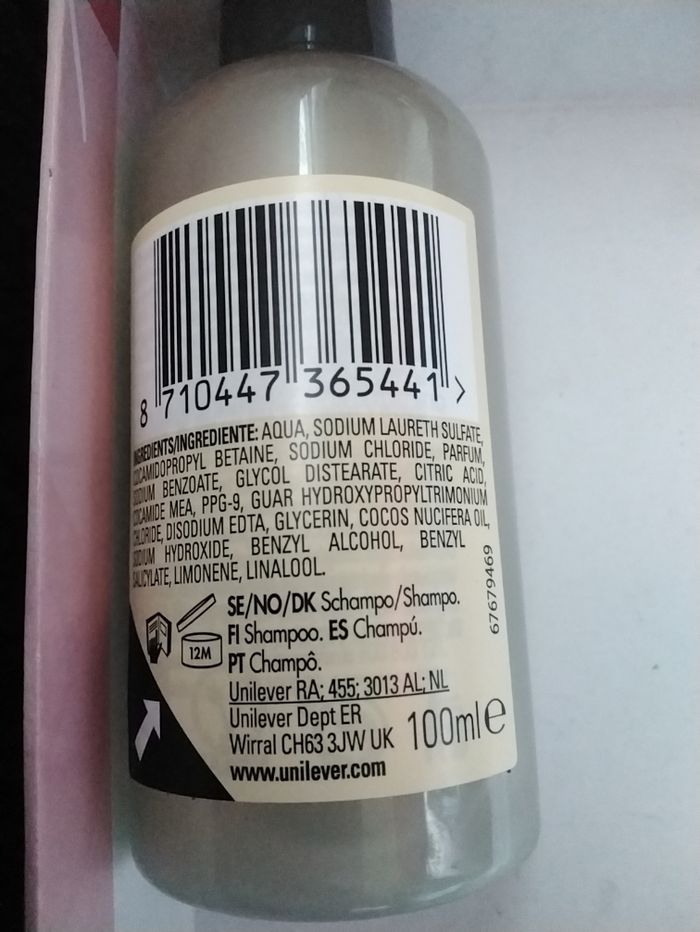 8 710447 365441 >
INGREDIENTS/INGREDIENTE: AQUA, SODIUM LAURETH SULFATE,
COCAMIDOPROPYL BETAINE, SODIUM CHLORIDE, PARFUM,
SODIUM BENZOATE, GLYCOL DISTEARATE, CITRIC ACID,
COCAMIDE MEA, PPG-9, GUAR HYDROXYPROPYLTRIMONIUM
CHLORIDE, DISODIUM EDTA, GLYCERIN, COCOS NUCIFERA OIL,
SODIUM HYDROXIDE, BENZYL ALCOHOL, BENZYL
SALICYLATE, LIMONENE, LINALOOL.
67679469
12M
SE/NO/DK Schampo/Shampo.
FI Shampoo. ES Champú.
PT Champô.
Unilever RA; 455; 3013 AL; NL
Unilever Dept ER
Wirral CH63 3JW UK
100ml e
www.unilever.com